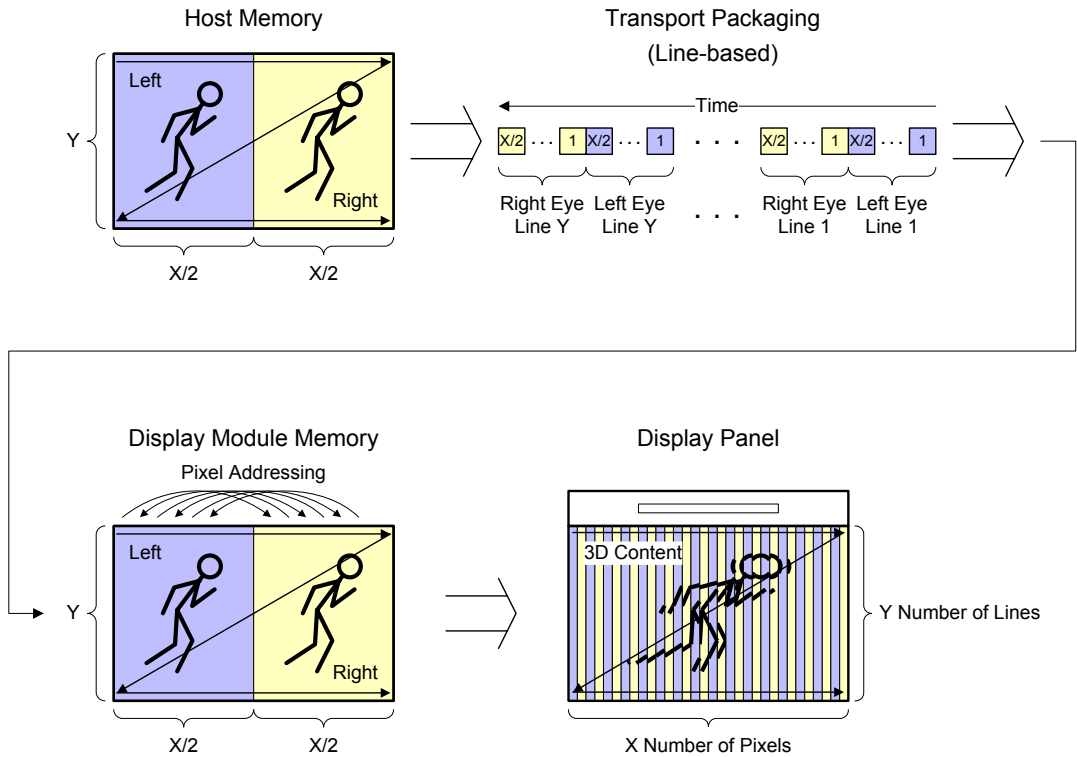 Host Memory
Transport Packaging
(Line-based)
Left
Right
Y
X/2
X/2
Time
X/2 ... 1 X/2 ... 1 . . . X/2 ... 1 X/2 ... 1
Right Eye Left Eye . . . Right Eye Left Eye
Line Y Line Y Line 1 Line 1
Display Module Memory
Pixel Addressing
Left
Right
Y
X/2
X/2
Display Panel
3D Content
Y Number of Lines
X Number of Pixels